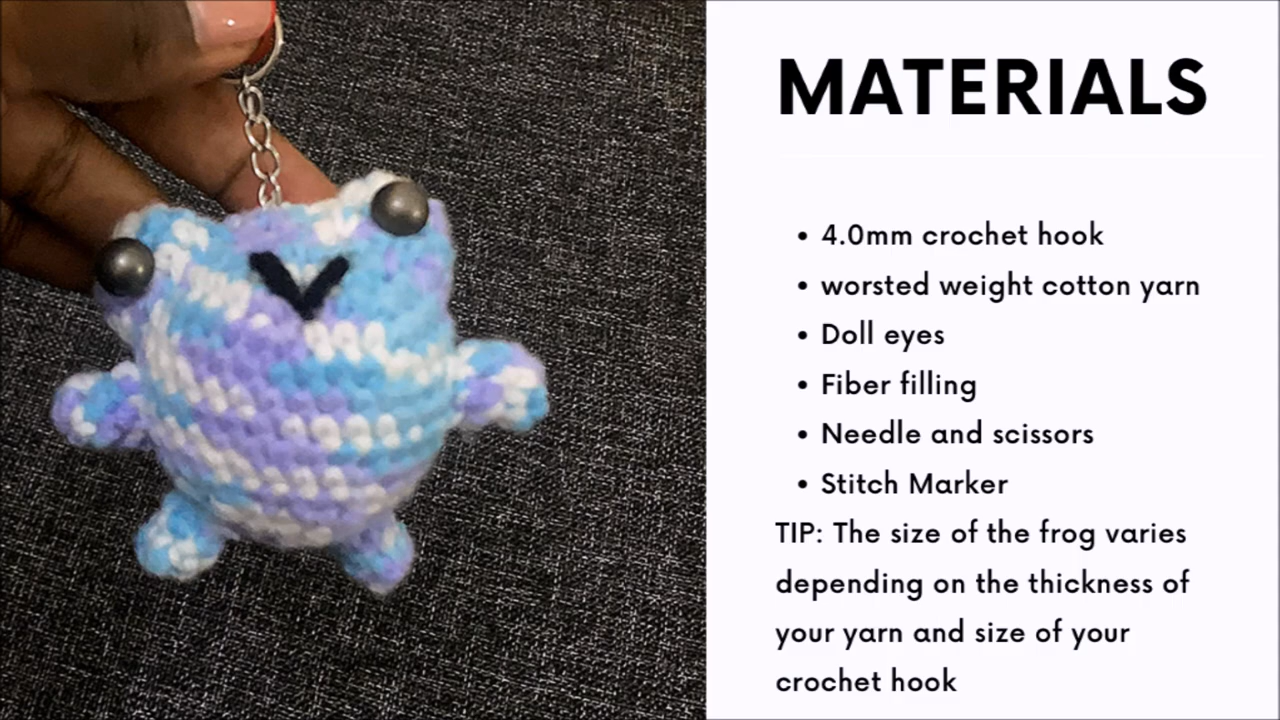 MATERIALS
• 4.0mm crochet hook
• worsted weight cotton yarn
• Doll eyes
• Fiber filling
• Needle and scissors
• Stitch Marker
TIP: The size of the frog varies
depending on the thickness of
your yarn and size of your
crochet hook